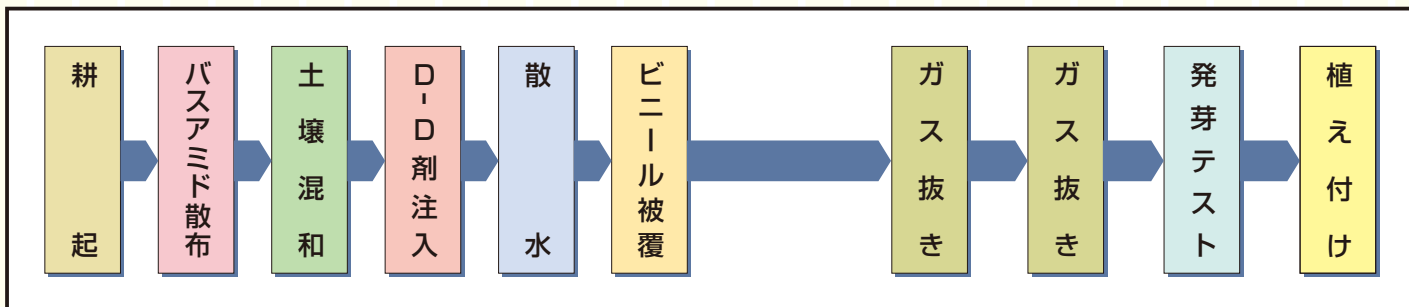 耕起
バスアミド散布
土壌混和
D-D剤注入
散水
ビニール被覆
ガス抜き
ガス抜き
発芽テスト
植え付け